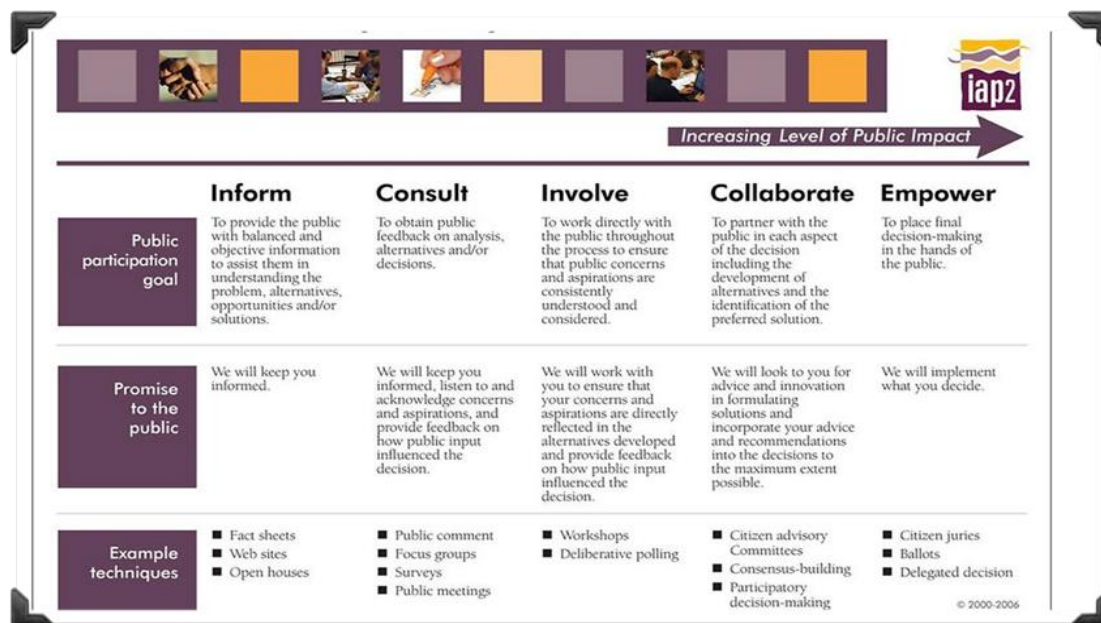 iap2
Increasing Level of Public Impact
Inform
Consult
Involve
Collaborate
Empower
Public
participation
goal
To provide the public
with balanced and
objective information
to assist them in
understanding the
problem, alternatives,
opportunities and/or
solutions.
To obtain public
feedback on analysis,
alternatives and/or
decisions.
To work directly with
the public throughout
the process to ensure
that public concerns
and aspirations are
consistently
understood and
considered.
To partner with the
public in each aspect
of the decision
including the
development of
alternatives and the
identification of the
preferred solution.
To place final
decision-making
in the hands of
the public.
Promise
to the
public
We will keep you
informed.
We will keep you
informed, listen to and
acknowledge concerns
and aspirations, and
provide feedback on
how public input
influenced the
decision.
We will work with
you to ensure that
your concerns and
aspirations are directly
reflected in the
alternatives developed
and provide feedback
on how public input
influenced the
decision.
We will look to you for
advice and innovation
in formulating
solutions and
incorporate your advice
and recommendations
into the decisions to
the maximum extent
possible.
We will implement
what you decide.
Example
techniques
■ Fact sheets
■ Web sites
■ Open houses
■ Public comment
■ Focus groups
■ Surveys
■ Public meetings
■ Workshops
■ Deliberative polling
■ Citizen advisory
Committees
■ Consensus-building
■ Participatory
decision-making
■ Citizen juries
■ Ballots
■ Delegated decision
© 2000-2006